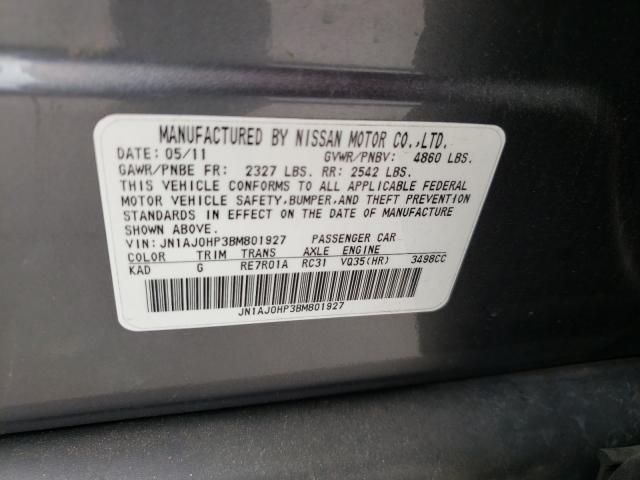 MANUFACTURED BY NISSAN MOTOR CO.,LTD.
DATE: 05/11 GVWR/PNBV: 4860 LBS.
GAWR/PNBE FR: 2327 LBS. RR: 2542 LBS.
THIS VEHICLE CONFORMS TO ALL APPLICABLE FEDERAL
MOTOR VEHICLE SAFETY,BUMPER,AND THEFT PREVENTION
STANDARDS IN EFFECT ON THE DATE OF MANUFACTURE
SHOWN ABOVE.
VIN: JN1AJ0HP3BM801927 PASSENGER CAR
COLOR TRIM TRANS AXLE ENGINE
KAD G RE7R01A RC31 VQ35(HR) 3498CC
JN1AJ0HP3BM801927